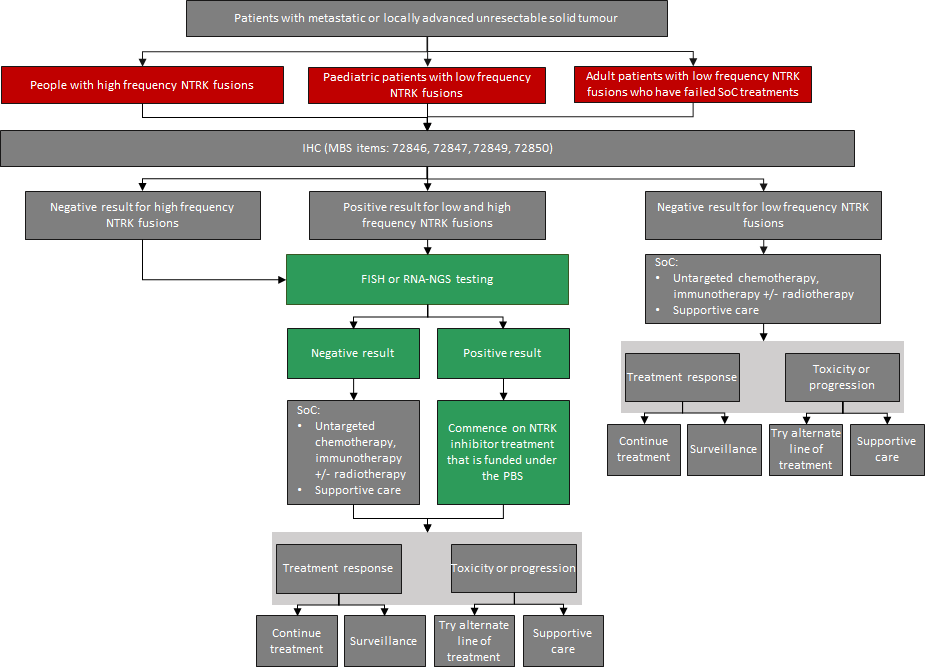 Patients with metastatic or locally advanced unresectable solid tumour
People with high frequency NTRK fusions
Paediatric patients with low frequency
NTRK fusions
Adult patients with low frequency NTRK
fusions who have failed SoC treatments
IHC (MBS items: 72846, 72847, 72849, 72850)
Negative result for high frequency
NTRK fusions
Positive result for low and high
frequency NTRK fusions
Negative result for low frequency NTRK
fusions
FISH or RNA-NGS testing
SoC:
• Untargeted chemotherapy,
immunotherapy +/- radiotherapy
• Supportive care
Negative result
Positive result
Treatment response
Toxicity or
progression
SoC:
• Untargeted
chemotherapy,
immunotherapy
+/- radiotherapy
• Supportive care
Commence on NTRK
inhibitor treatment
that is funded under
the PBS
Continue
treatment
Surveillance
Try alternate
line of
treatment
Supportive
care
Treatment response
Toxicity or progression
Continue
treatment
Surveillance
Try alternate
line of
treatment
Supportive
care